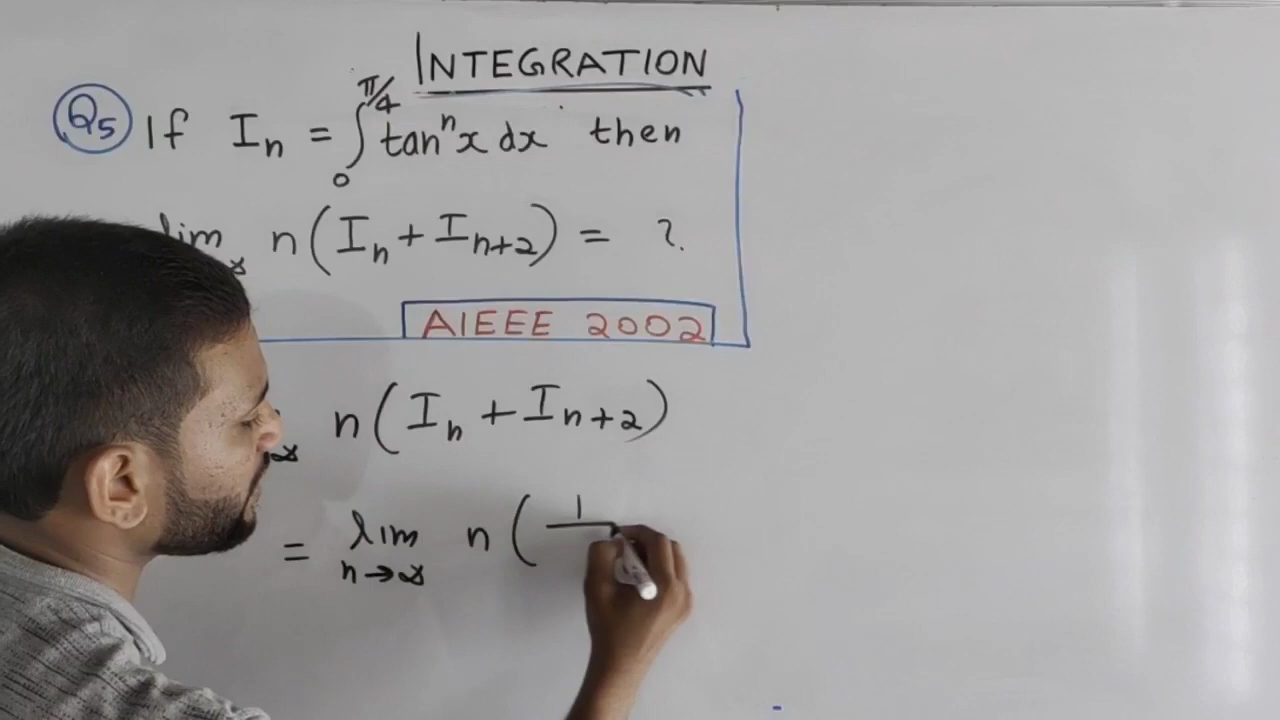 INTEGRATION
Q5 If Iₙ = ∫₀^(π/4) tanⁿx dx then
lim n(Iₙ + Iₙ₊₂) = ?
AIEEE 2002
n(Iₙ + Iₙ₊₂)
= lim n→∞ n(1/